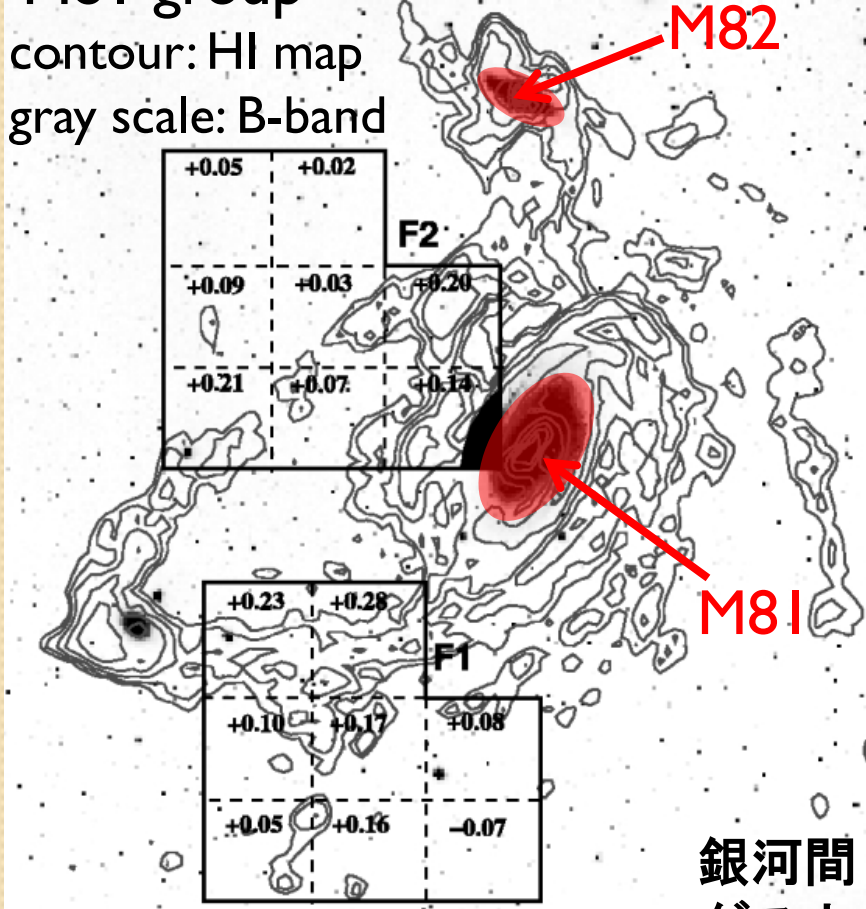 contour: HI map
gray scale: B-band
M82
+0.05 +0.02
F2
+0.09 +0.03 +0.20
+0.21 +0.07 +0.14
M81
+0.23 +0.28
F1
+0.10 +0.17 +0.08
+0.05 +0.16 −0.07
銀河間